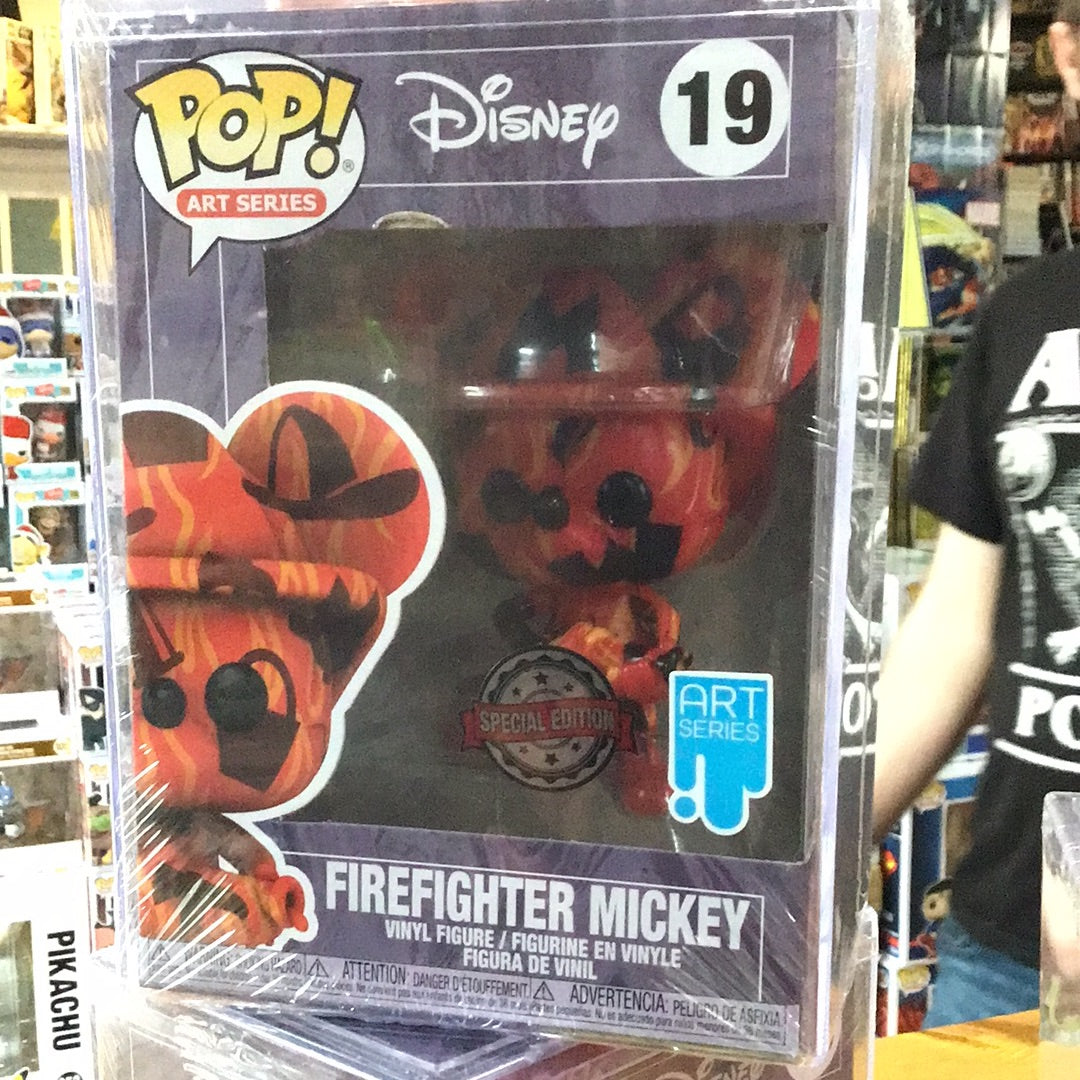 POP!
ART SERIES
Disney
19
SPECIAL EDITION
ART
SERIES
FIREFIGHTER MICKEY
VINYL FIGURE / FIGURINE EN VINYLE
FIGURA DE VINIL
WARNING:
ATTENTION: DANGER D'ÉTOUFFEMENT
ADVERTENCIA: PELIGRO DE ASFIXIA
PIKACHU